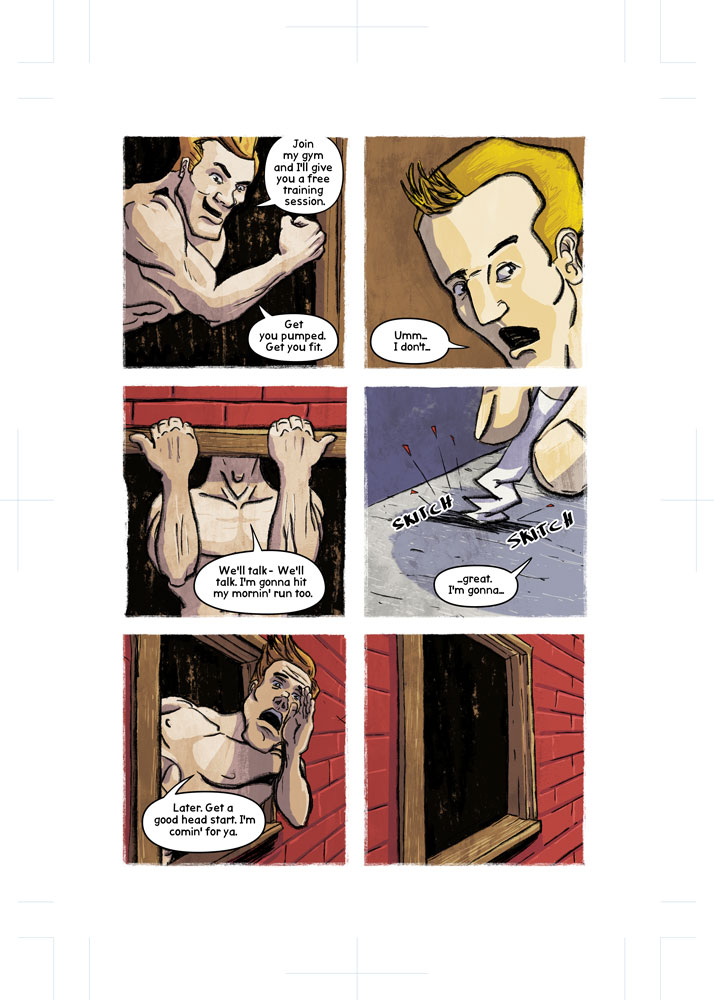 Join
my gym
and I'll give
you a free
training
session.
Get
you pumped.
Get you fit.
Umm...
I don't...
We'll talk- We'll
talk. I'm gonna hit
my mornin' run too.
SKITCH
SKITCH
...great.
I'm gonna...
Later. Get a
good head start. I'm
comin' for ya.